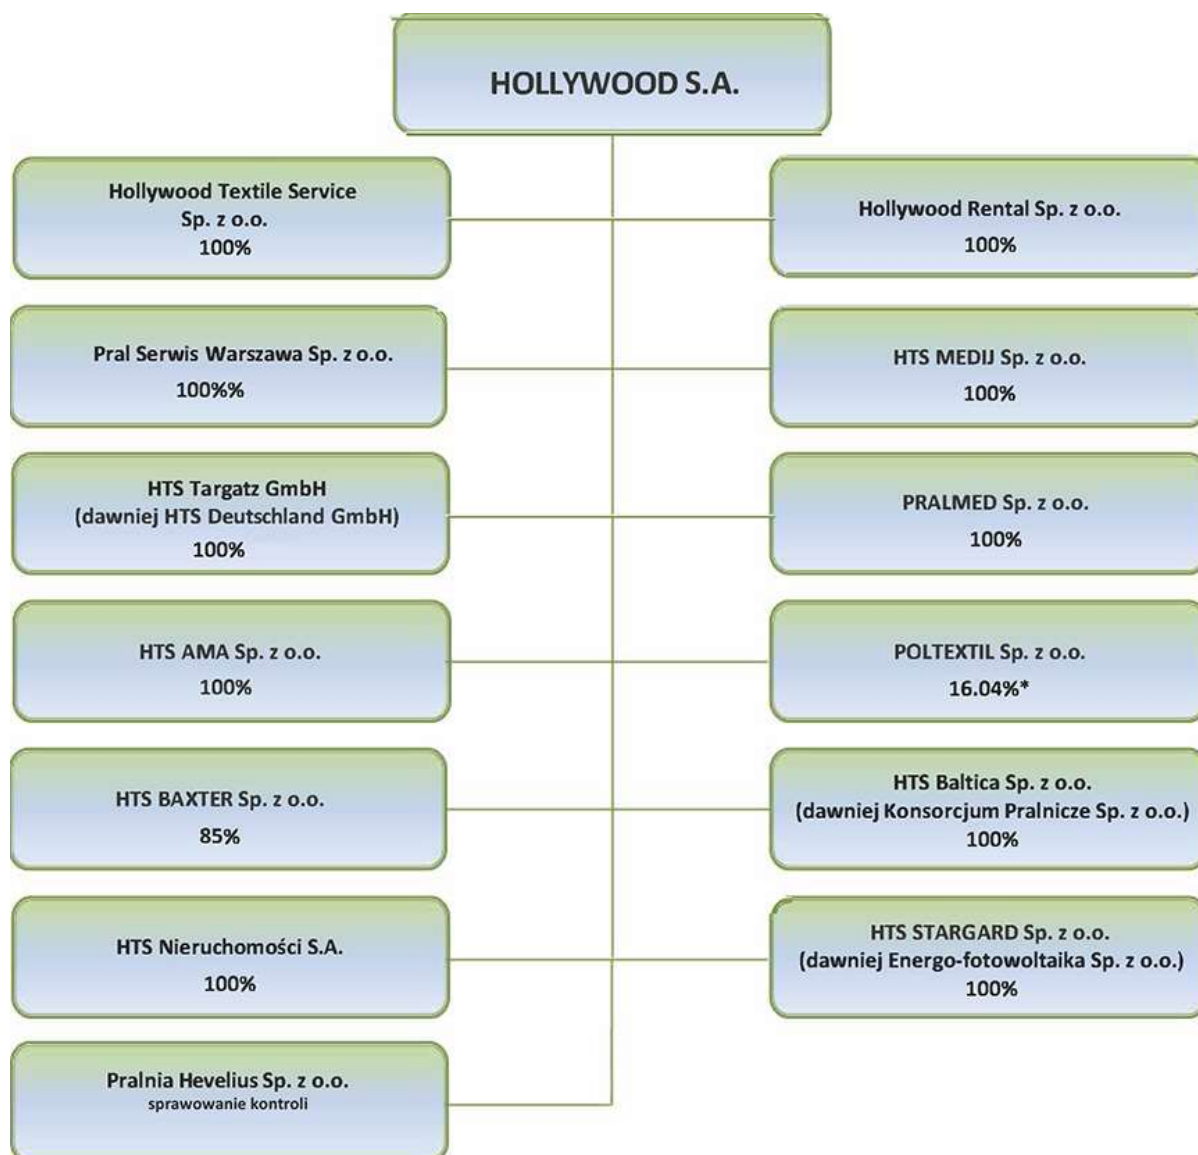 HOLLYWOOD S.A.
Hollywood Textile Service
Sp. z o.o.
100%
Hollywood Rental Sp. z o.o.
100%
Pral Serwis Warszawa Sp. z o.o.
100%%
HTS MEDIJ Sp. z o.o.
100%
HTS Targatz GmbH
(dawniej HTS Deutschland GmbH)
100%
PRALMED Sp. z o.o.
100%
HTS AMA Sp. z o.o.
100%
POLTEXTIL Sp. z o.o.
16.04%*
HTS BAXTER Sp. z o.o.
85%
HTS Baltica Sp. z o.o.
(dawniej Konsorcjum Pralnicze Sp. z o.o.)
100%
HTS Nieruchomości S.A.
100%
HTS STARGARD Sp. z o.o.
(dawniej Energo-fotowoltaika Sp. z o.o.)
100%
Pralnia Hevelius Sp. z o.o.
sprawowanie kontroli